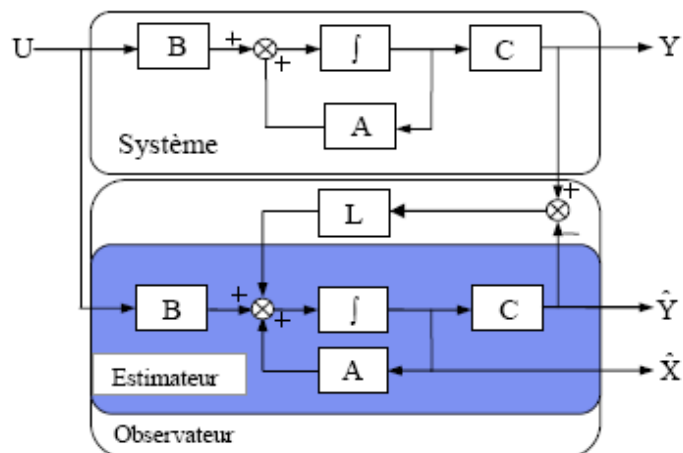 U
B
+
+
∫
C
Y
A
Système
+
L
−
B
+
+
∫
C
Ŷ
Estimateur
A
X̂
Observateur